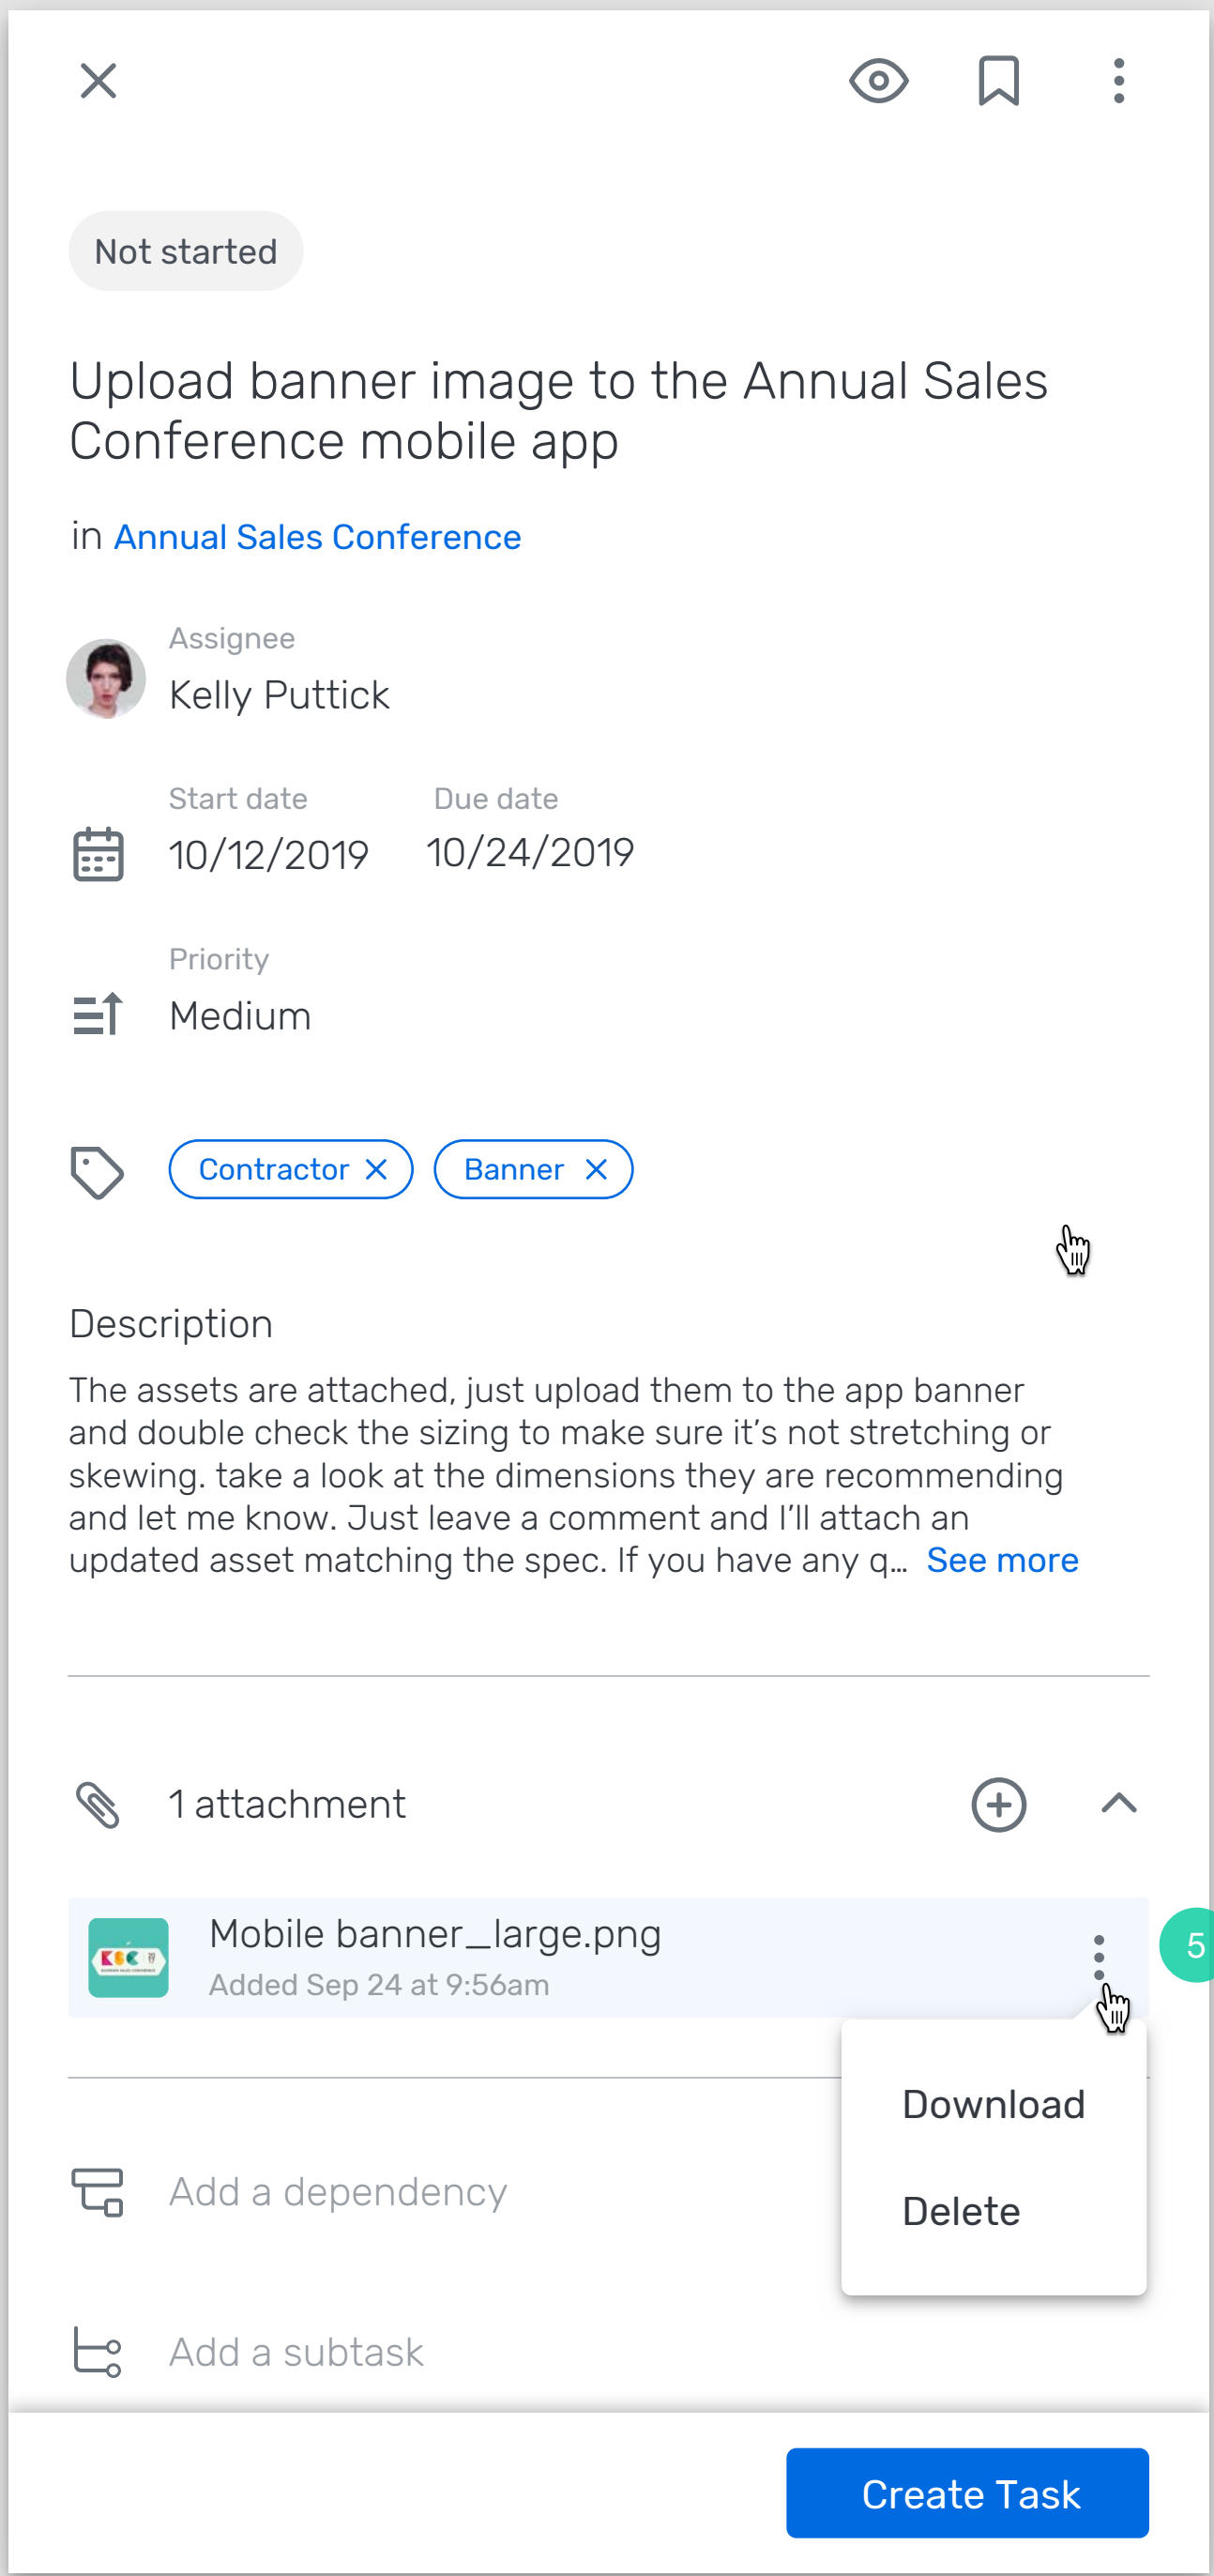 Not started
Upload banner image to the Annual Sales
Conference mobile app
in Annual Sales Conference
Assignee
Kelly Puttick
Start date
Due date
10/12/2019
10/24/2019
Priority
Medium
Contractor
Banner
Description
The assets are attached, just upload them to the app banner
and double check the sizing to make sure it’s not stretching or
skewing. take a look at the dimensions they are recommending
and let me know. Just leave a comment and I’ll attach an
updated asset matching the spec. If you have any q... See more
1 attachment
Mobile banner_large.png
5
Added Sep 24 at 9:56am
Download
Add a dependency
Delete
Add a subtask
Create Task